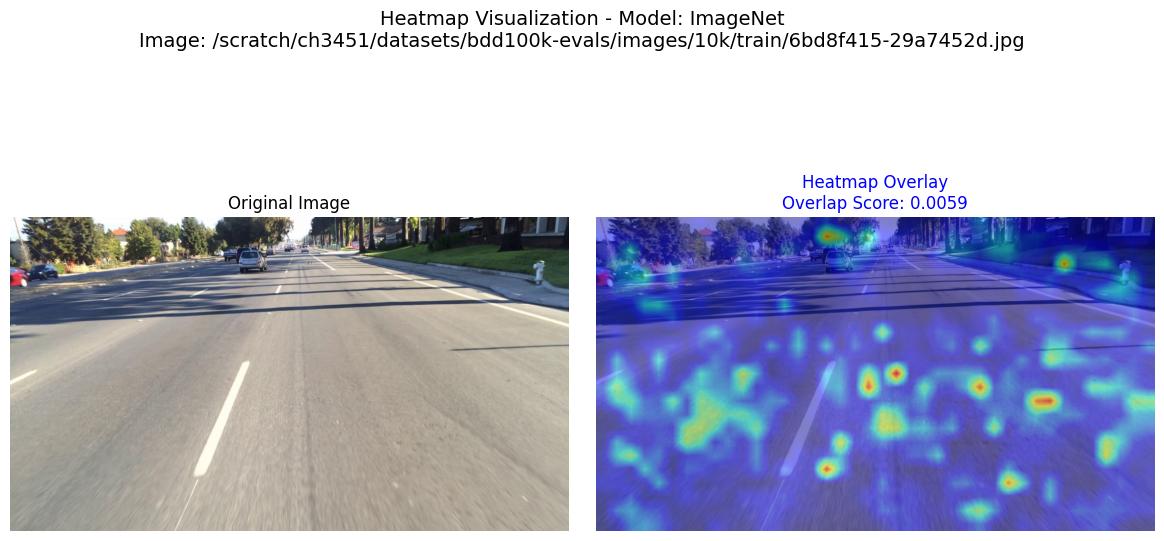 Heatmap Visualization - Model: ImageNet
Image: /scratch/ch3451/datasets/bdd100k-evals/images/10k/train/6bd8f415-29a7452d.jpg
Original Image
Heatmap Overlay
Overlap Score: 0.0059